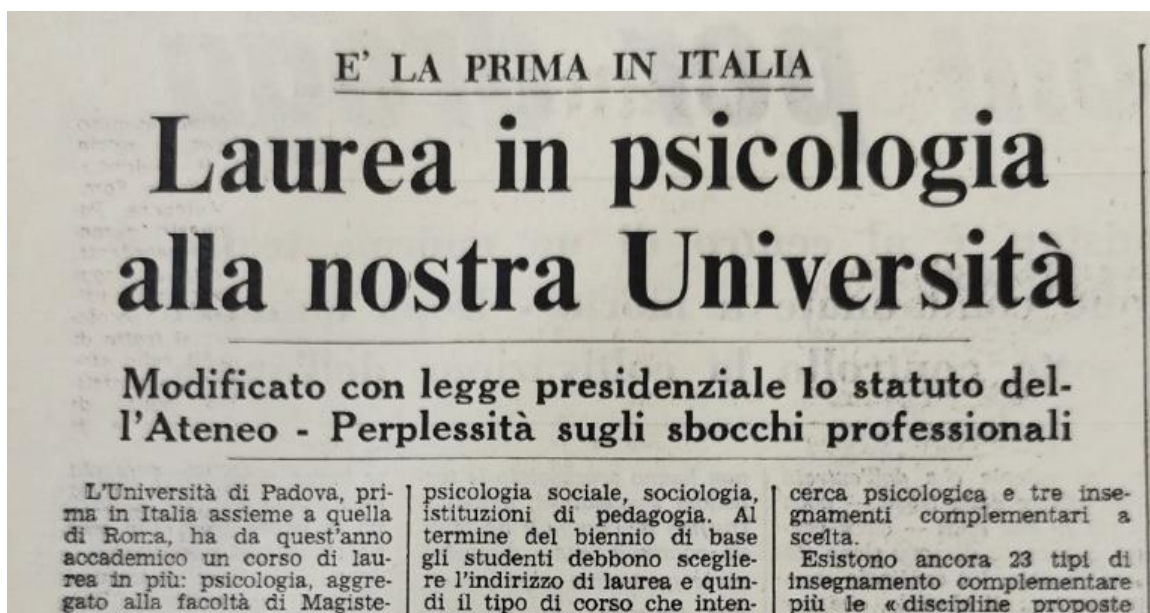 E' LA PRIMA IN ITALIA
Laurea in psicologia
alla nostra Università
Modificato con legge presidenziale lo statuto del-
l'Ateneo - Perplessità sugli sbocchi professionali
L'Università di Padova, pri-
ma in Italia assieme a quella
di Roma, ha da quest'anno
accademico un corso di lau-
rea in più: psicologia, aggre-
gato alla facoltà di Magiste-
psicologia sociale, sociologia,
istituzioni di pedagogia. Al
termine del biennio di base
gli studenti debbono sceglie-
re l'indirizzo di laurea e quin-
di il tipo di corso che inten-
cerca psicologica e tre inse-
gnamenti complementari a
scelta.
Esistono ancora 23 tipi di
insegnamento complementare
più le « discipline proposte